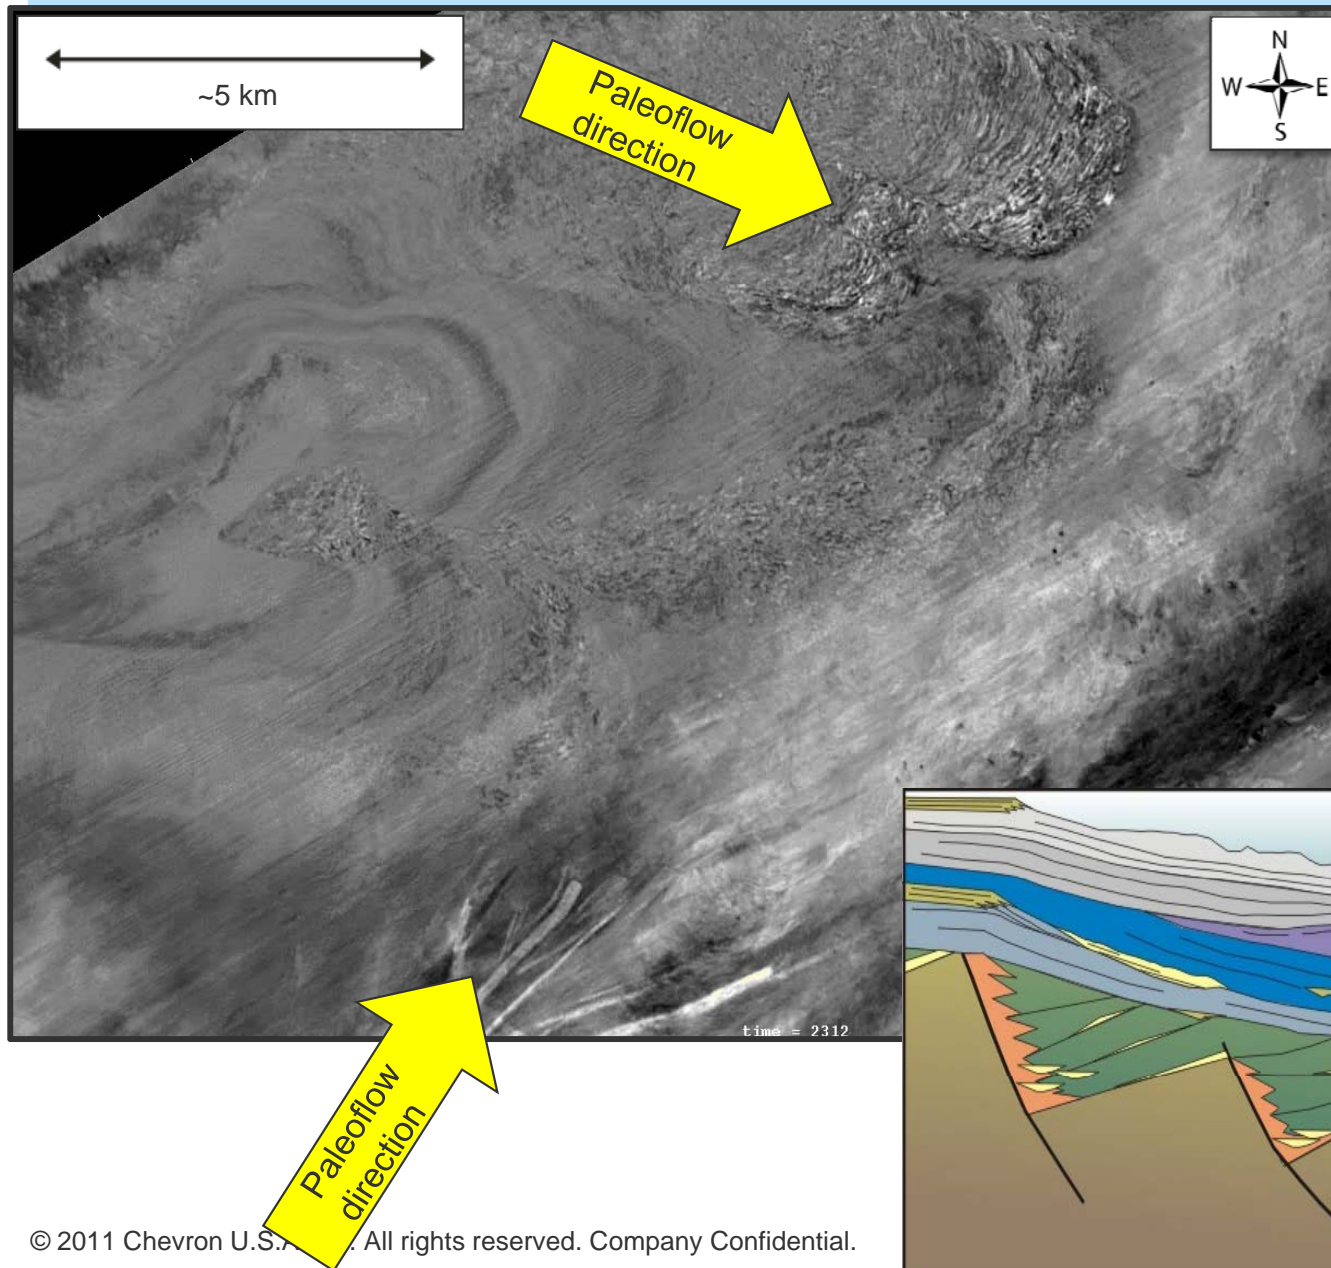 ~5 km
Paleoflow
direction
N
W E
S
time = 2312
Paleoflow
direction
© 2011 Chevron U.S.A. All rights reserved. Company Confidential.